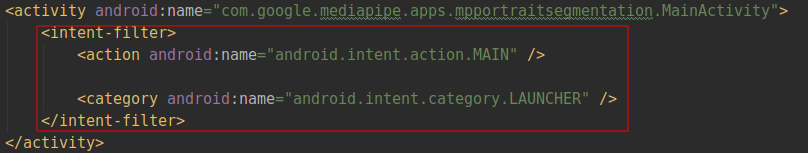 <activity android:name="com.google.mediapipe.apps.mpportraitsegmentation.MainActivity">
<intent-filter>
<action android:name="android.intent.action.MAIN" />
<category android:name="android.intent.category.LAUNCHER" />
</intent-filter>
</activity>